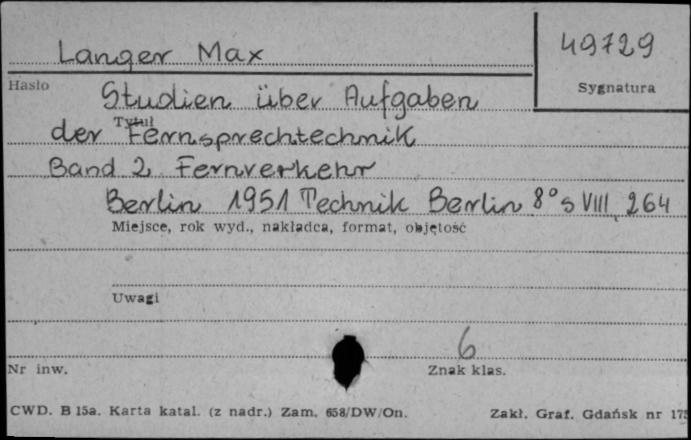 Langer Max
49729
Hasło
Sygnatura
Studien über Aufgaben
Tytuł
der Fernsprechtechnik
Band 2 Fernverkehr
Berlin 1951 Technik Berlin 8° s VIII, 264
Miejsce, rok wyd., nakładca, format, objętość
Uwagi
6
Nr inw.
Znak klas.
CWD. B 15a. Karta katal. (z nadr.) Zam. 658/DW/On.
Zakł. Graf. Gdańsk nr